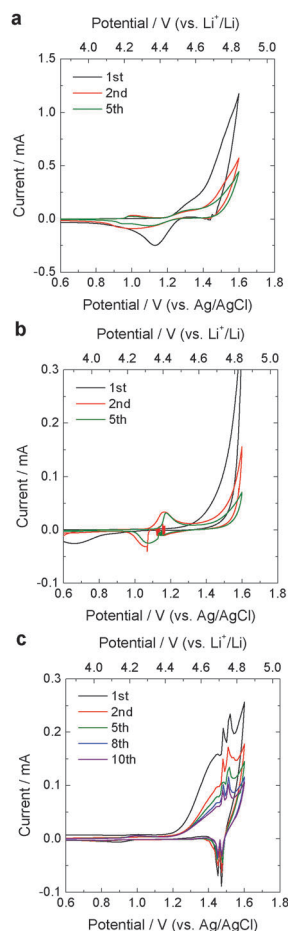 a
Potential / V (vs. Li⁺/Li)
4.0 4.2 4.4 4.6 4.8 5.0
1st
2nd
5th
Current / mA
1.5
1.0
0.5
0.0
-0.5
0.6 0.8 1.0 1.2 1.4 1.6 1.8
Potential / V (vs. Ag/AgCl)
b
Potential / V (vs. Li⁺/Li)
4.0 4.2 4.4 4.6 4.8 5.0
1st
2nd
5th
Current / mA
0.3
0.2
0.1
0.0
-0.1
0.6 0.8 1.0 1.2 1.4 1.6 1.8
Potential / V (vs. Ag/AgCl)
c
Potential / V (vs. Li⁺/Li)
4.0 4.2 4.4 4.6 4.8 5.0
1st
2nd
5th
8th
10th
Current / mA
0.3
0.2
0.1
0.0
-0.1
0.6 0.8 1.0 1.2 1.4 1.6 1.8
Potential / V (vs. Ag/AgCl)